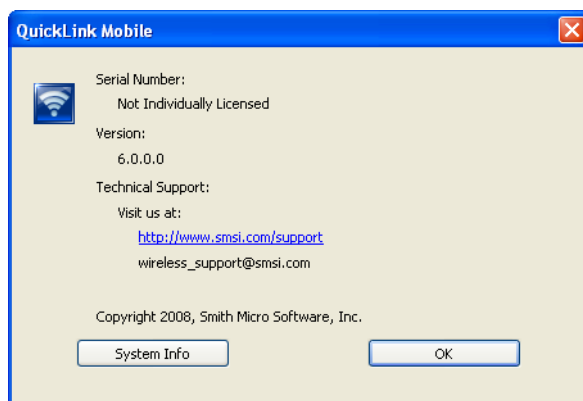 QuickLink Mobile
Serial Number:
Not Individually Licensed
Version:
6.0.0.0
Technical Support:
Visit us at:
http://www.smsi.com/support
wireless_support@smsi.com
Copyright 2008, Smith Micro Software, Inc.
System Info
OK